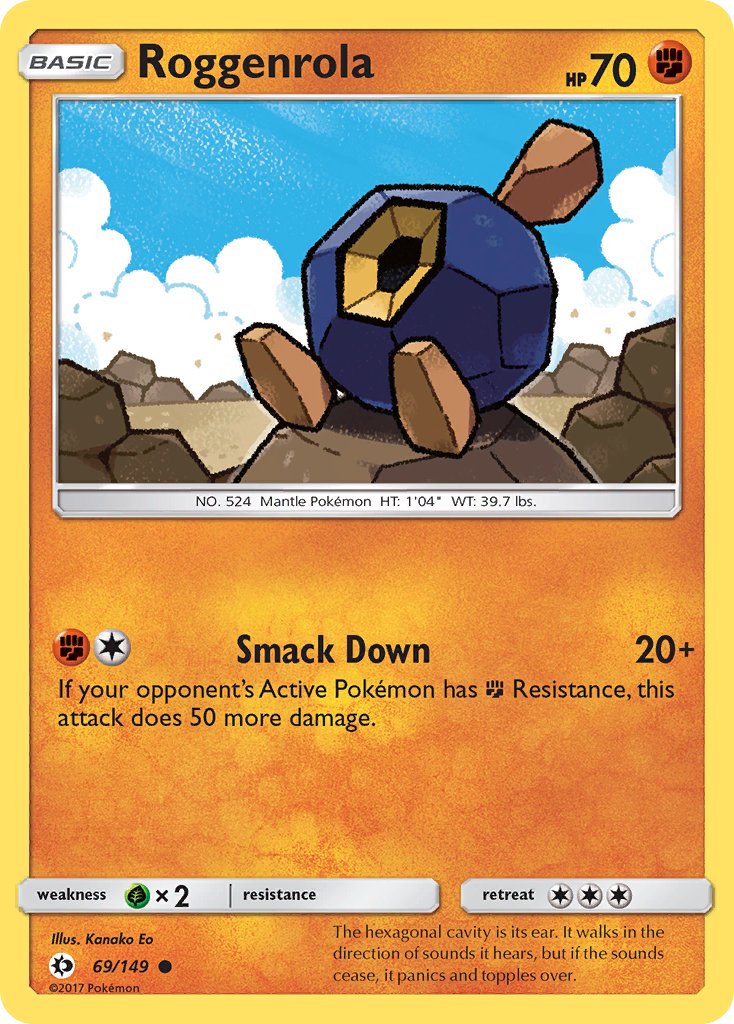 BASIC Roggenrola HP 70
NO. 524 Mantle Pokémon HT: 1'04" WT: 39.7 lbs.
Smack Down 20+
If your opponent's Active Pokémon has Resistance, this
attack does 50 more damage.
weakness ×2 resistance retreat
Illus. Kanako Eo
69/149
©2017 Pokémon
The hexagonal cavity is its ear. It walks in the
direction of sounds it hears, but if the sounds
cease, it panics and topples over.